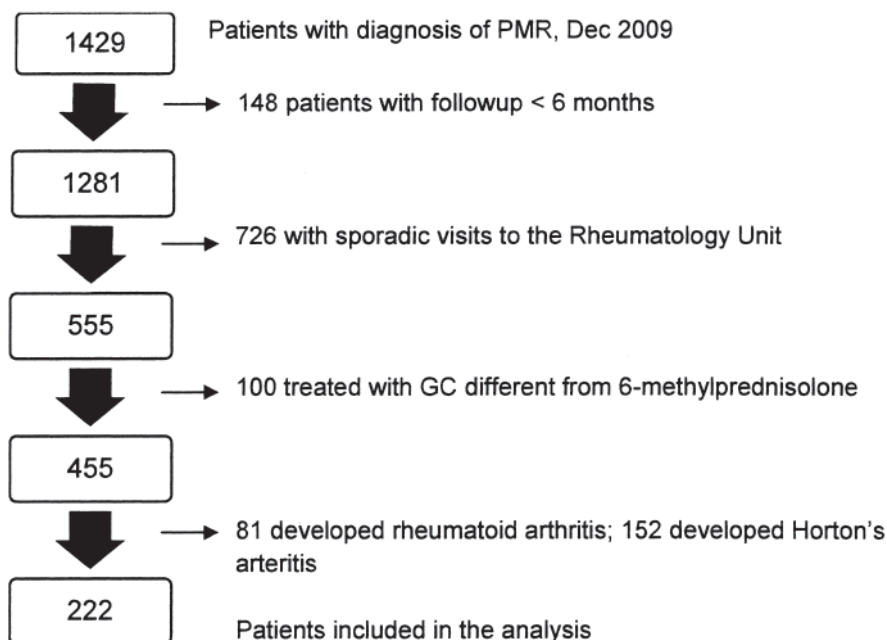 1429
Patients with diagnosis of PMR, Dec 2009
148 patients with followup < 6 months
1281
726 with sporadic visits to the Rheumatology Unit
555
100 treated with GC different from 6-methylprednisolone
455
81 developed rheumatoid arthritis; 152 developed Horton's
arteritis
222
Patients included in the analysis